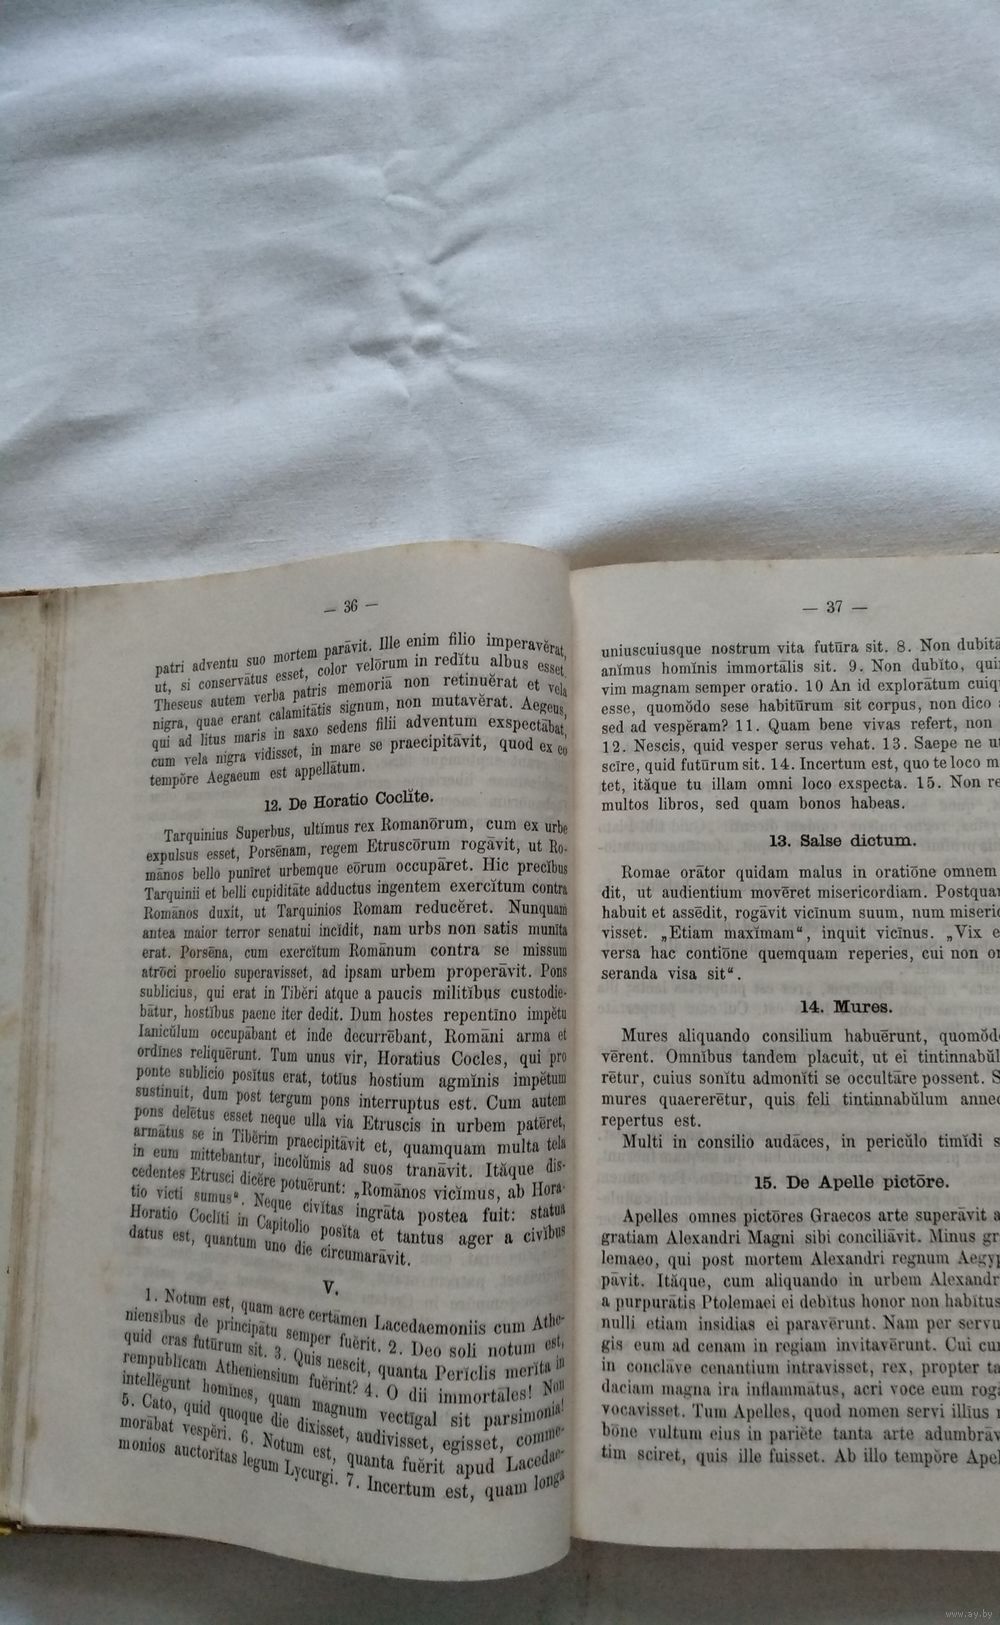 — 36 —
patri adventu suo mortem parāvit. Ille enim filio imperavĕrat,
ut, si conservātus esset, color velōrum in redĭtu albus esset.
Theseus autem verba patris memoriā non retinuĕrat et vela
nigra, quae erant calamitātis signum, non mutavĕrat. Aegeus,
qui ad litus maris in saxo sedens filii adventum exspectābat,
cum vela nigra vidisset, in mare se praecipitāvit, quod ex eo
tempŏre Aegaeum est appellātum.
12. De Horatio Coclĭte.
Tarquinius Superbus, ultĭmus rex Romanōrum, cum ex urbe
expulsus esset, Porsēnam, regem Etruscōrum rogāvit, ut Ro-
mānos bello punīret urbemque eōrum occupāret. Hic precĭbus
Tarquinii et belli cupiditāte adductus ingentem exercĭtum contra
Romānos duxit, ut Tarquinios Romam reducĕret. Nunquam
antea maior terror senatui incĭdit, nam urbs non satis munīta
erat. Porsēna, cum exercĭtum Romānum contra se missum
atrōci proelio superavisset, ad ipsam urbem properāvit. Pons
sublicius, qui erat in Tibĕri atque a paucis militĭbus custodie-
bātur, hostĭbus paene iter dedit. Dum hostes repentīno impĕtu
Ianicŭlum occupābant et inde decurrēbant, Romāni arma et
ordĭnes reliquērunt. Tum unus vir, Horatius Cocles, qui pro
ponte sublicio posĭtus erat, totīus hostium agmĭnis impĕtum
sustinuit, dum post tergum pons interruptus est. Cum autem
pons delētus esset neque ulla via Etruscis in urbem patēret,
armātus se in Tibĕrim praecipitāvit et, quamquam multa tela
in eum mittebantur, incolŭmis ad suos tranāvit. Ităque dis-
cedentes Etrusci dicĕre potuērunt: „Romānos vicĭmus, ab Hora-
tio victi sumus“. Neque civĭtas ingrāta postea fuit: statua
Horatio Coclĭti in Capitolio posĭta et tantus ager a civĭbus
datus est, quantum uno die circumarāvit.
V.
1. Notum est, quam acre certāmen Lacedaemoniis cum Athe-
niensĭbus de principātu semper fuĕrit. 2. Deo soli notum est,
quid cras futūrum sit. 3. Quis nescit, quanta Perĭclis merĭta in
rempublĭcam Atheniensium fuĕrint? 4. O dii immortāles! Non
intellĕgunt homĭnes, quam magnum vectīgal sit parsimonia!
5. Cato, quid quoque die dixisset, audivisset, egisset, comme-
morābat vespĕri. 6. Notum est, quanta fuĕrit apud Lacedae-
monios auctorĭtas legum Lycurgi. 7. Incertum est, quam longa
— 37 —
uniuscuiusque nostrum vita futūra sit. 8. Non dubitā
anĭmus homĭnis immortālis sit. 9. Non dubĭto, qui
vim magnam semper oratio. 10 An id explorātum cuiq
esse, quomŏdo sese habitūrum sit corpus, non dico
sed ad vespĕram? 11. Quam bene vivas refert, non
12. Nescis, quid vesper serus vehat. 13. Saepe ne u
scire, quid futūrum sit. 14. Incertum est, quo te loco m
tet, ităque tu illam omni loco exspecta. 15. Non re
multos libros, sed quam bonos habeas.
13. Salse dictum.
Romae orātor quidam malus in oratiōne omnem
dit, ut audientium movēret misericordiam. Postqua
habuit et assēdit, rogāvit vicīnum suum, num miseric
visset. „Etiam maxĭmam“, inquit vicīnus. „Vix e
versa hac contiōne quemquam reperies, cui non or
seranda visa sit“.
14. Mures.
Mures aliquando consilium habuērunt, quomŏdo
vērent. Omnĭbus tandem placuit, ut ei tintinnabŭl
rētur, cuius sonĭtu admonĭti se occultāre possent. S
mures quaererētur, quis feli tintinnabŭlum annec
repertus est.
Multi in consilio audāces, in pericŭlo timĭdi s
15. De Apelle pictōre.
Apelles omnes pictōres Graecos arte superāvit a
gratiam Alexandri Magni sibi conciliāvit. Minus gr
lemaeo, qui post mortem Alexandri regnum Aegyp
pāvit. Ităque, cum aliquando in urbem Alexandr
a purpurātis Ptolemaei ei debĭtus honor non habĭtus
nulli etiam insidias ei paravērunt. Nam per servu
gis eum ad cenam in regiam invitavērunt. Cui cu
in conclāve cenantium intravisset, rex, propter ta
daciam magna ira inflammātus, acri voce eum rog
vocavisset. Tum Apelles, quod nomen servi illīus
bōne vultum eius in pariĕte tanta arte adumbrāv
tim sciret, quis ille fuisset. Ab illo tempŏre Apel
www.ay.by